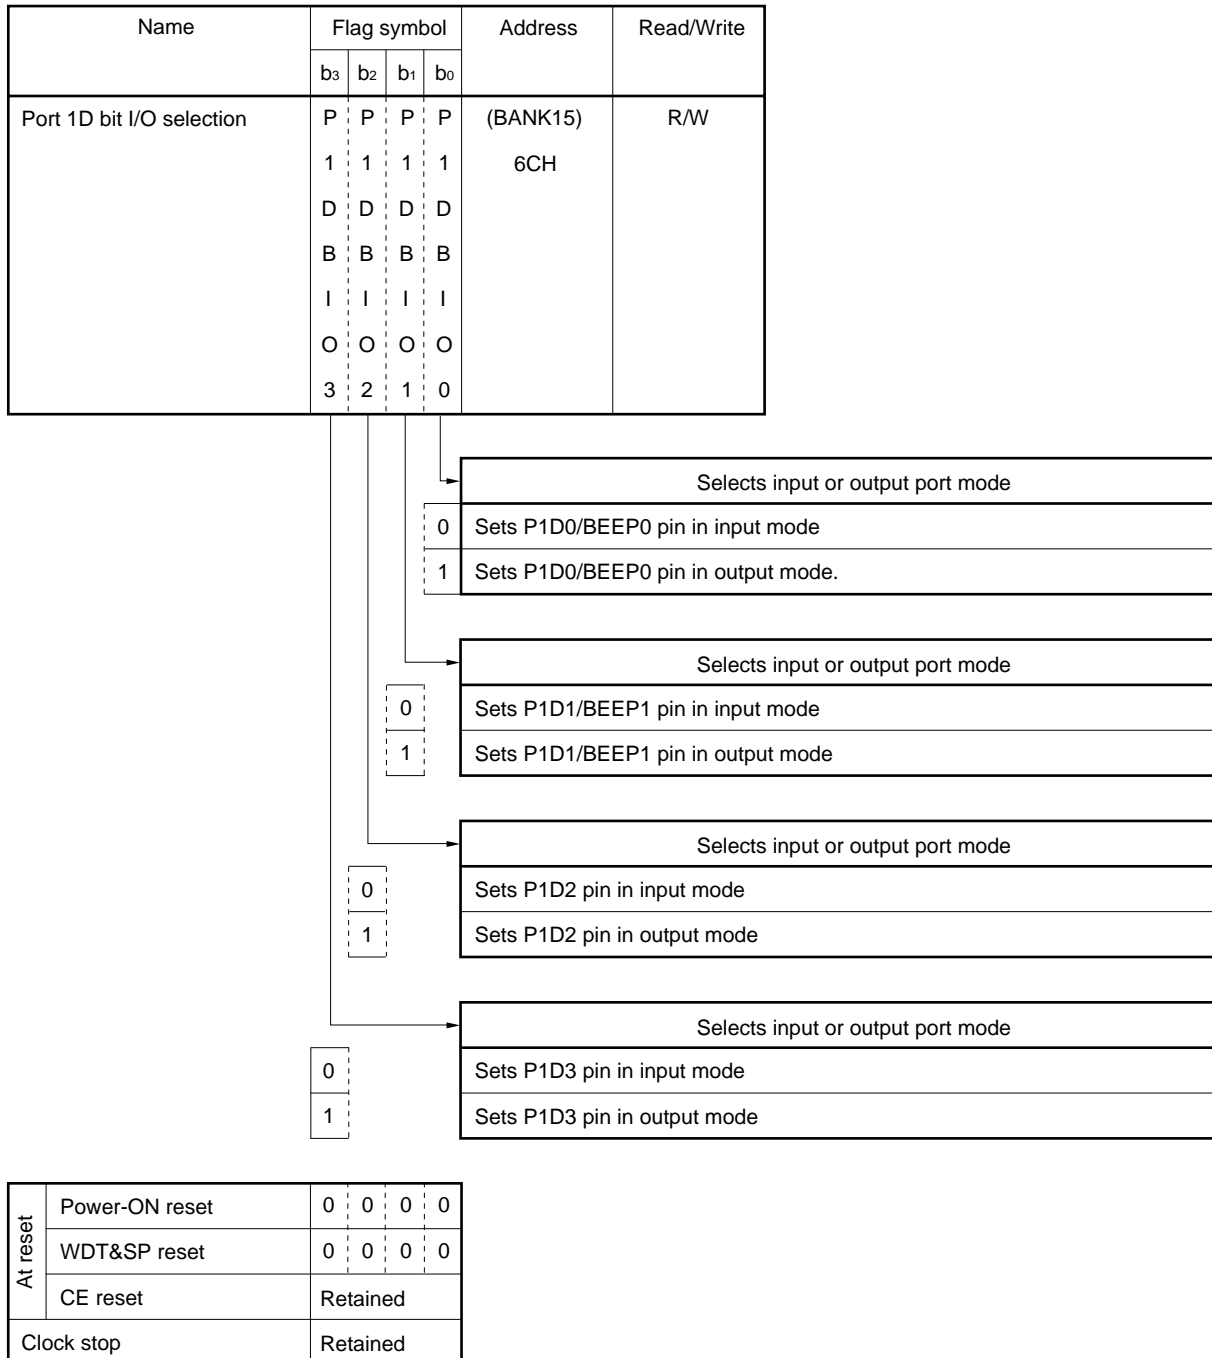 Name Flag symbol Address Read/Write
b3 b2 b1 b0
Port 1D bit I/O selection P P P P (BANK15) R/W
1 1 1 1 6CH
D D D D
B B B B
I I I I
O O O O
3 2 1 0
Selects input or output port mode
0 Sets P1D0/BEEP0 pin in input mode
1 Sets P1D0/BEEP0 pin in output mode.
Selects input or output port mode
0 Sets P1D1/BEEP1 pin in input mode
1 Sets P1D1/BEEP1 pin in output mode
Selects input or output port mode
0 Sets P1D2 pin in input mode
1 Sets P1D2 pin in output mode
Selects input or output port mode
0 Sets P1D3 pin in input mode
1 Sets P1D3 pin in output mode
At reset
Power-ON reset 0 0 0 0
WDT&SP reset 0 0 0 0
CE reset Retained
Clock stop Retained